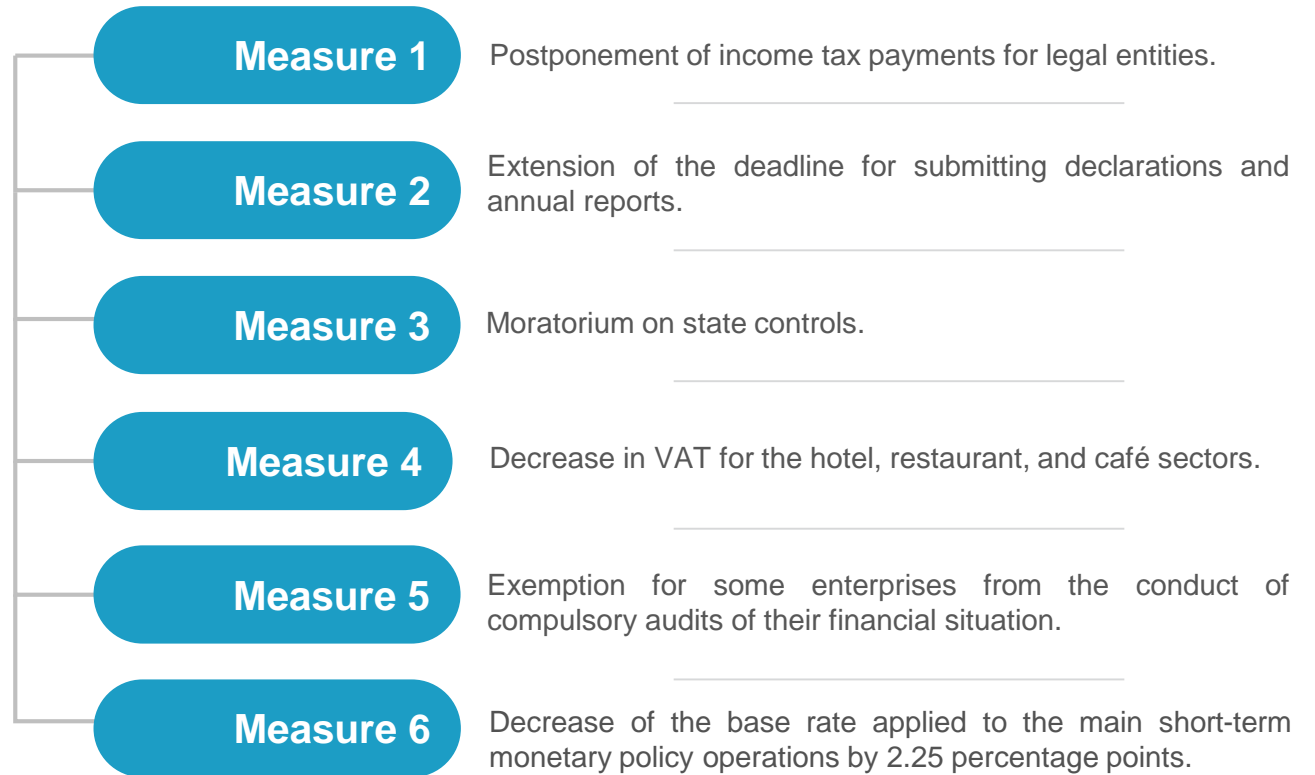 Measure 1
Postponement of income tax payments for legal entities.
Measure 2
Extension of the deadline for submitting declarations and
annual reports.
Measure 3
Moratorium on state controls.
Measure 4
Decrease in VAT for the hotel, restaurant, and café sectors.
Measure 5
Exemption for some enterprises from the conduct of
compulsory audits of their financial situation.
Measure 6
Decrease of the base rate applied to the main short-term
monetary policy operations by 2.25 percentage points.